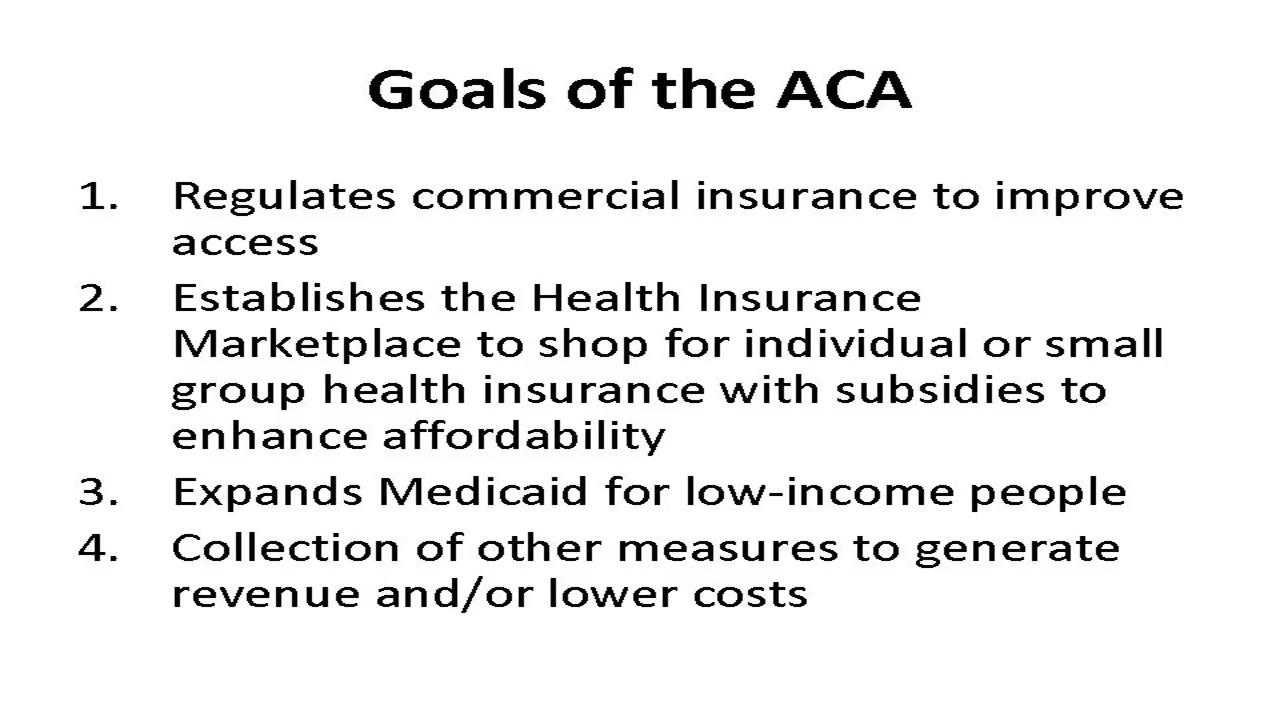 Goals of the ACA
1. Regulates commercial insurance to improve
access
2. Establishes the Health Insurance
Marketplace to shop for individual or small
group health insurance with subsidies to
enhance affordability
3. Expands Medicaid for low-income people
4. Collection of other measures to generate
revenue and/or lower costs